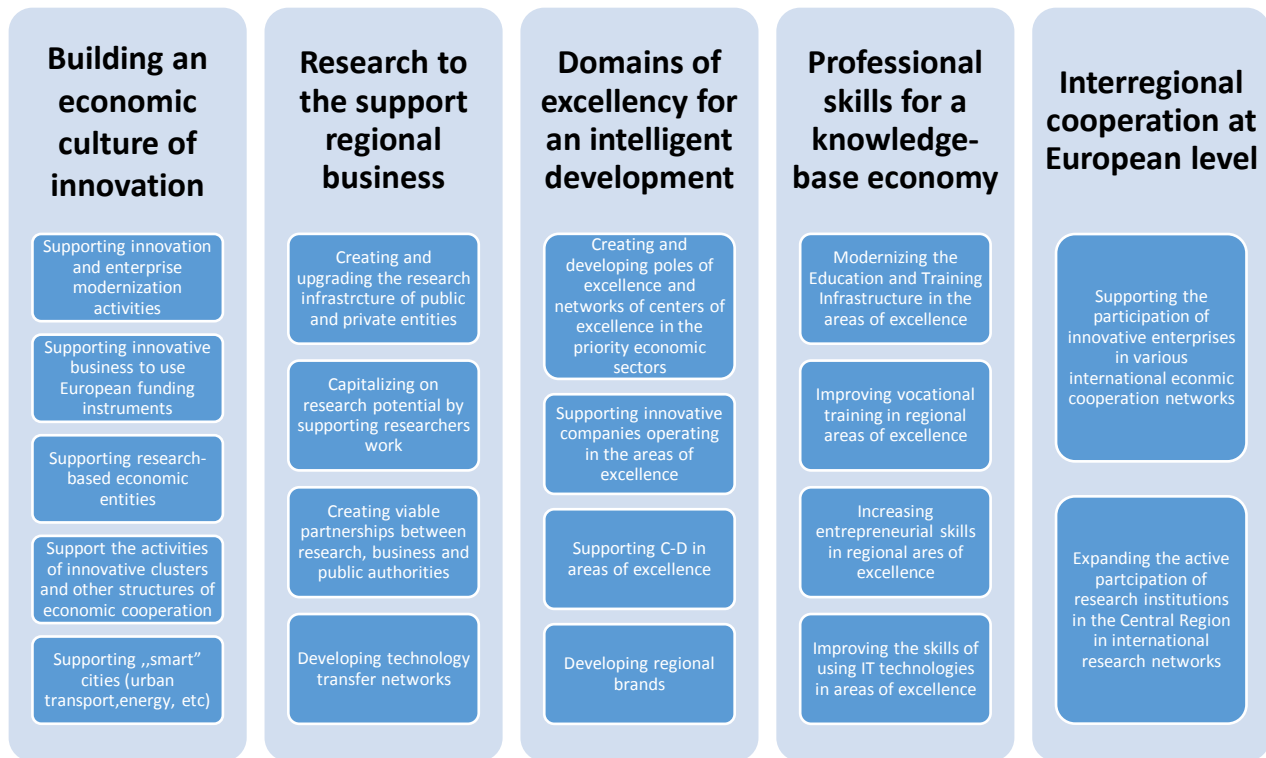 Building an
economic
culture of
innovation
Supporting innovation
and enterprise
modernization
activities
Supporting innovative
business to use
European funding
instruments
Supporting research-
based economic
entities
Support the activities
of innovative clusters
and other structures of
economic cooperation
Supporting ,,smart”
cities (urban
transport,energy, etc)
Research to
the support
regional
business
Creating and
upgrading the research
infrastrcture of public
and private entities
Capitalizing on
research potential by
supporting researchers
work
Creating viable
partnerships between
research, business and
public authorities
Developing technology
transfer networks
Domains of
excellency for
an intelligent
development
Creating and
developing poles of
excellence and
networks of centers of
excellence in the
priority economic
sectors
Supporting innovative
companies operating
in the areas of
excellence
Supporting C-D in
areas of excellence
Developing regional
brands
Professional
skills for a
knowledge-
base economy
Modernizing the
Education and Training
Infrastructure in the
areas of excellence
Improving vocational
training in regional
areas of excellence
Increasing
entrepreneurial skills
in regional ares of
excellence
Improving the skills of
using IT technologies
in areas of excellence
Interregional
cooperation at
European level
Supporting the
participation of
innovative enterprises
in various
international econmic
cooperation networks
Expanding the active
partcipation of
research institutions
in the Central Region
in international
research networks